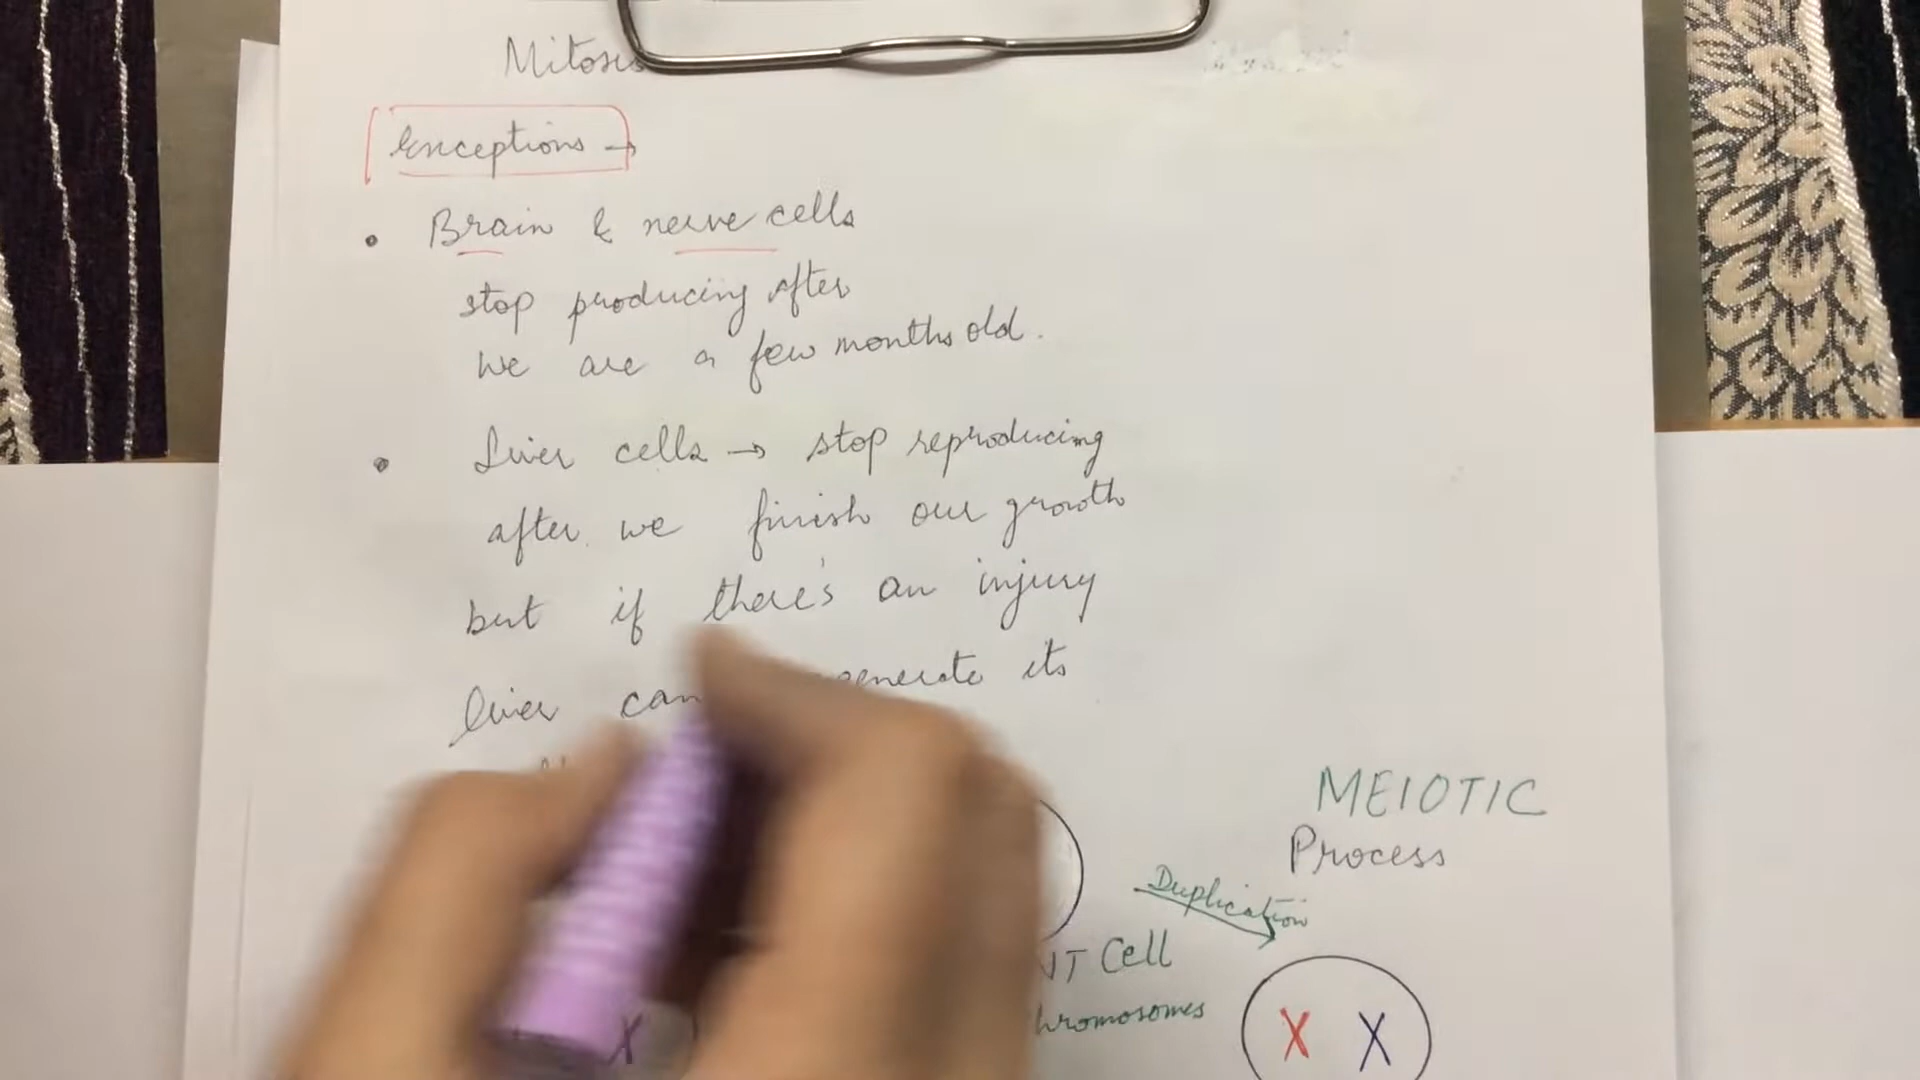 Mitosis
Exceptions →
• Brain & nerve cells
stop producing after
we are a few months old.
• Liver cells → stop reproducing
after we finish our growth
but if there's an injury
liver can its
MEIOTIC
Process
Duplication
Cell
X X